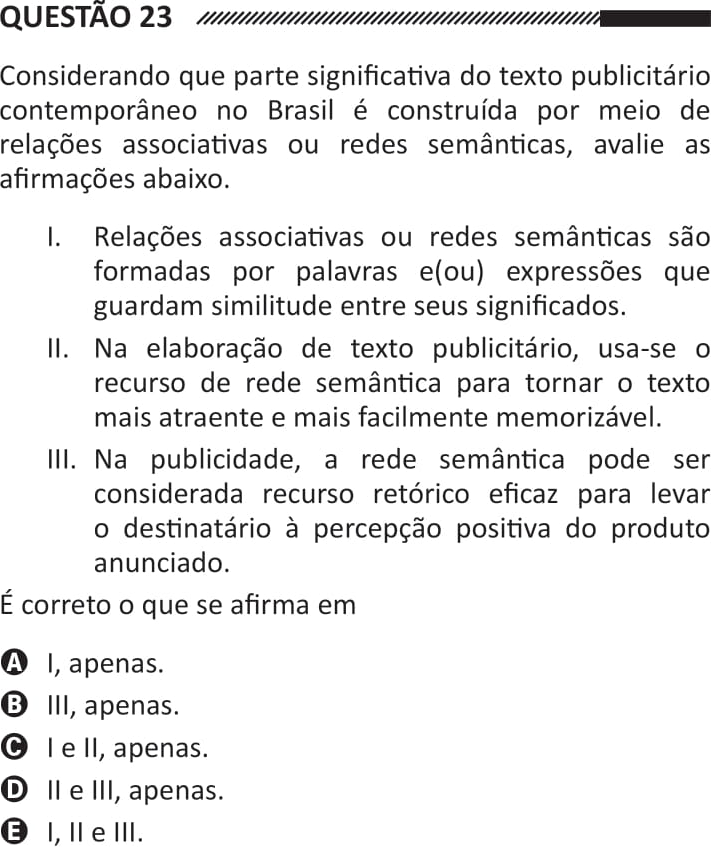 QUESTÃO 23
Considerando que parte significativa do texto publicitário
contemporâneo no Brasil é construída por meio de
relações associativas ou redes semânticas, avalie as
afirmações abaixo.
I. Relações associativas ou redes semânticas são
formadas por palavras e(ou) expressões que
guardam similitude entre seus significados.
II. Na elaboração de texto publicitário, usa-se o
recurso de rede semântica para tornar o texto
mais atraente e mais facilmente memorizável.
III. Na publicidade, a rede semântica pode ser
considerada recurso retórico eficaz para levar
o destinatário à percepção positiva do produto
anunciado.
É correto o que se afirma em
A I, apenas.
B III, apenas.
C I e II, apenas.
D II e III, apenas.
E I, II e III.